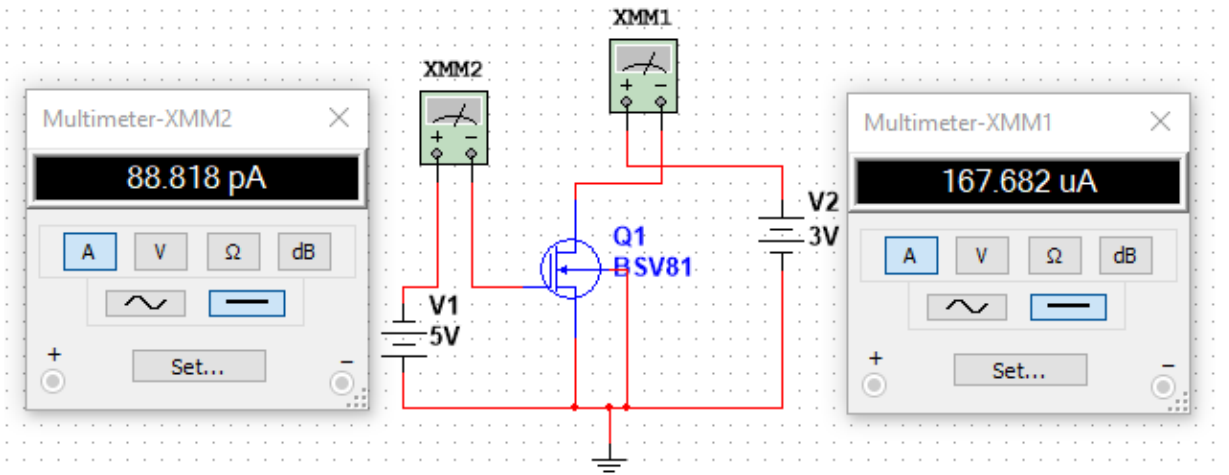 XMM1
XMM2
Multimeter-XMM2
88.818 pA
A V Ω dB
+ −
Set...
+ −
+ −
V1
5V
Q1
BSV81
V2
3V
Multimeter-XMM1
167.682 uA
A V Ω dB
+ −
Set...